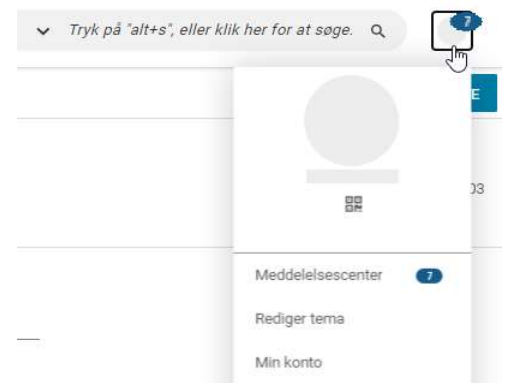 Tryk på "alt+s", eller klik her for at søge.
7
E
03
Meddelelsescenter 7
Rediger tema
Min konto